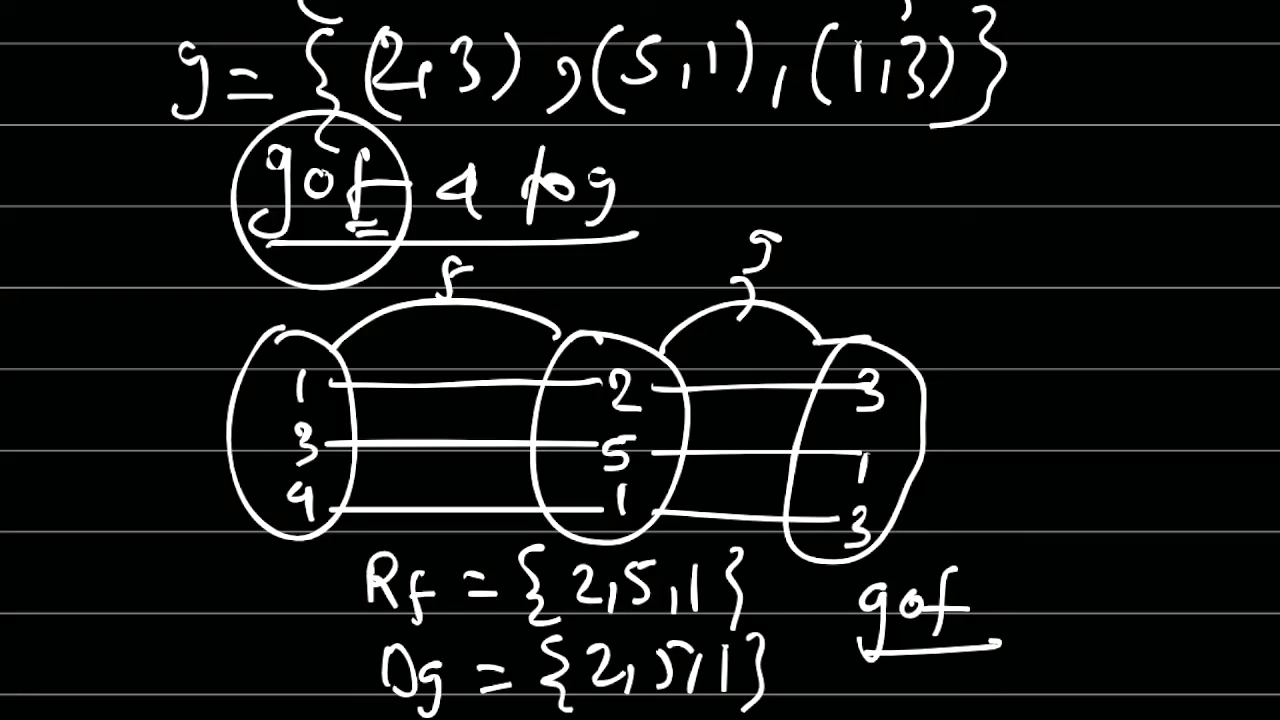 g = {(2,3), (5,1), (1,3)}
gof & fog
f g
1 2 3
3 5 1
4 1 3
Rf = {2,5,1}
gof
Dg = {2,5,1}